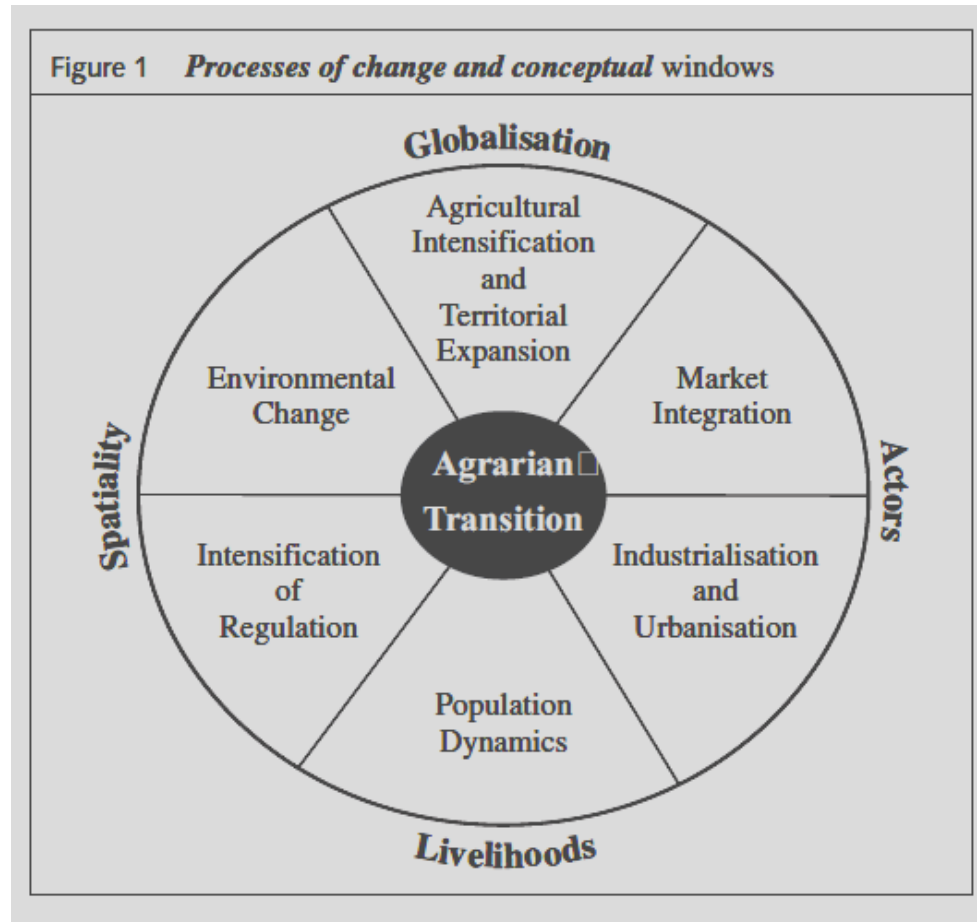 Figure 1 Processes of change and conceptual windows
Globalisation
Agricultural
Intensification
and
Territorial
Expansion
Environmental
Change
Market
Integration
Spatiality
Agrarian
Transition
Actors
Intensification
of
Regulation
Industrialisation
and
Urbanisation
Population
Dynamics
Livelihoods